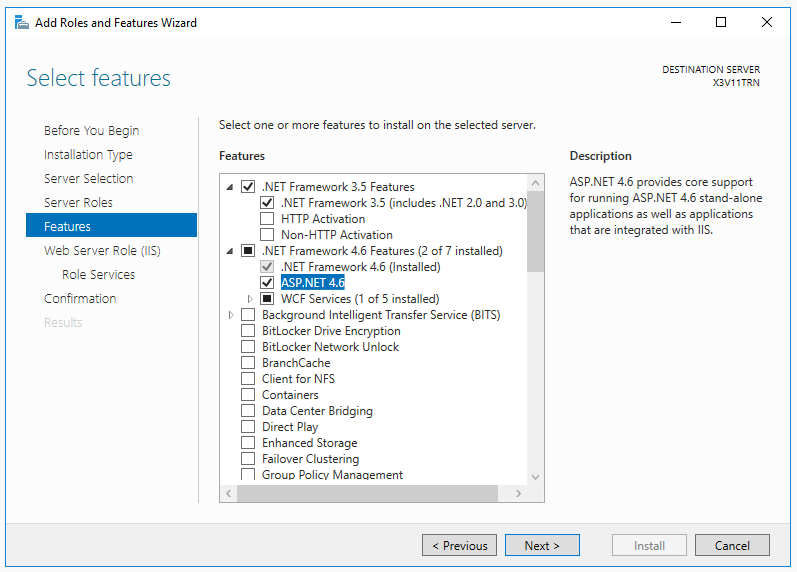 Add Roles and Features Wizard
Select features
DESTINATION SERVER
X3V11TRN
Before You Begin
Installation Type
Server Selection
Server Roles
Features
Web Server Role (IIS)
Role Services
Confirmation
Results
Select one or more features to install on the selected server.
Features
.NET Framework 3.5 Features
.NET Framework 3.5 (includes .NET 2.0 and 3.0)
HTTP Activation
Non-HTTP Activation
.NET Framework 4.6 Features (2 of 7 installed)
.NET Framework 4.6 (Installed)
ASP.NET 4.6
WCF Services (1 of 5 installed)
Background Intelligent Transfer Service (BITS)
BitLocker Drive Encryption
BitLocker Network Unlock
BranchCache
Client for NFS
Containers
Data Center Bridging
Direct Play
Enhanced Storage
Failover Clustering
Group Policy Management
Description
ASP.NET 4.6 provides core support
for running ASP.NET 4.6 stand-alone
applications as well as applications
that are integrated with IIS.
< Previous
Next >
Install
Cancel